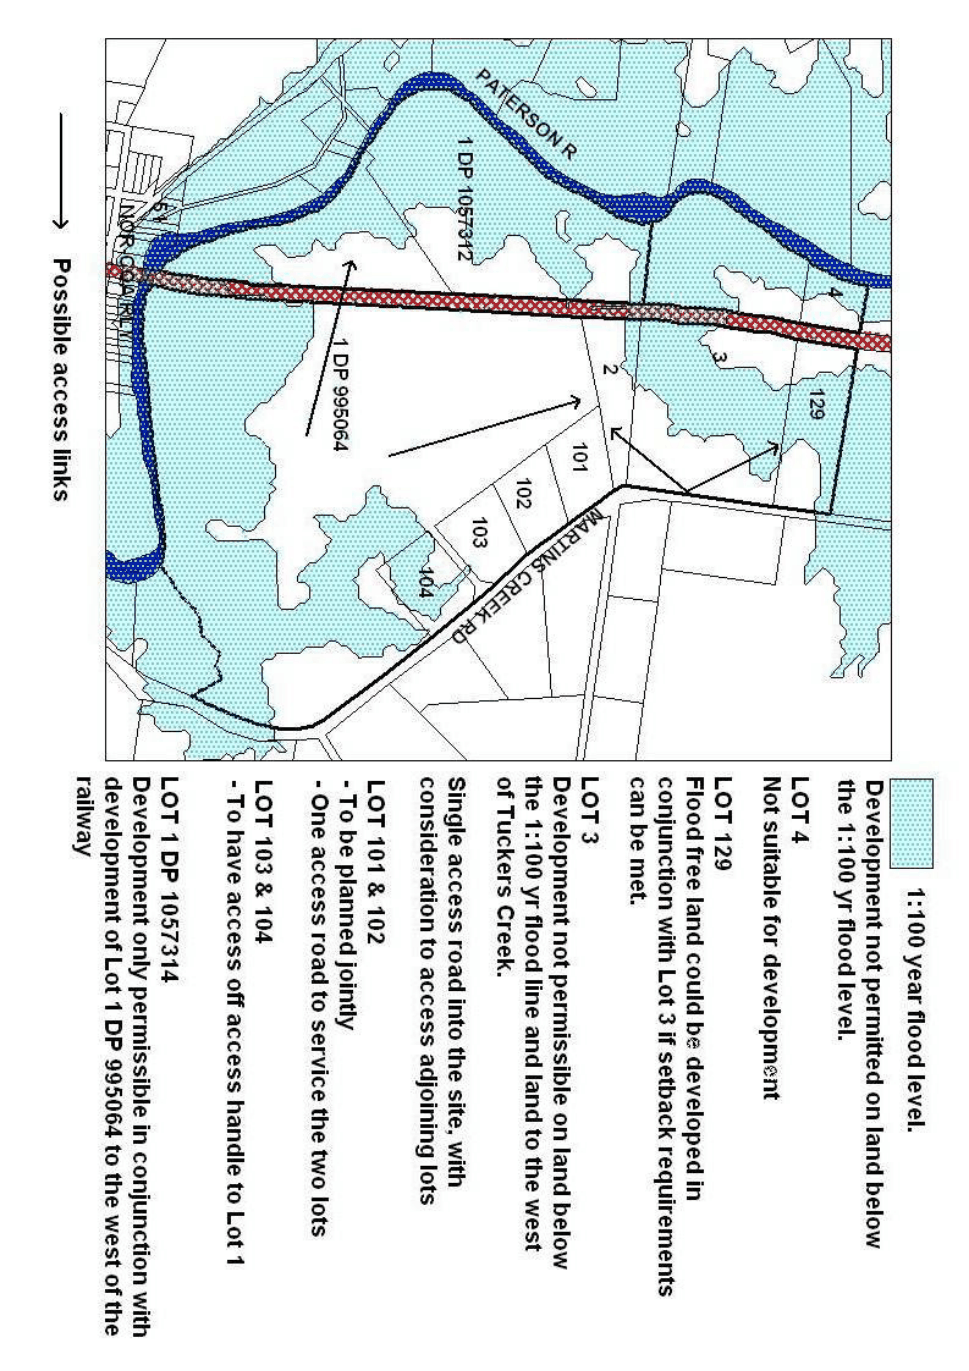 1:100 year flood level.
Development not permitted on land below
the 1:100 yr flood level.
LOT 4
Not suitable for development
LOT 129
Flood free land could be developed in
conjunction with Lot 3 if setback requirements
can be met.
LOT 3
Development not permissible on land below
the 1:100 yr flood line and land to the west
of Tuckers Creek.
Single access road into the site, with
consideration to access adjoining lots
LOT 101 & 102
- To be planned jointly
- One access road to service the two lots
LOT 103 & 104
- To have access off access handle to Lot 1
LOT 1 DP 1057314
Development only permissible in conjunction with
development of Lot 1 DP 995064 to the west of the
railway
PATERSON R
4
129
3
2
1 DP 1057312
1 DP 995064
101
102
103
104
MARTINS CREEK RD
51
Possible access links